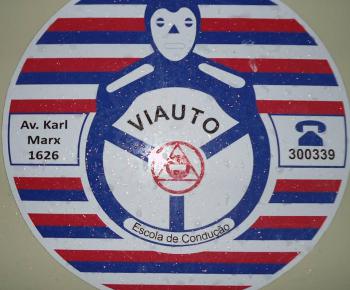 VIAUTO
Av. Karl
Marx
1626
300339
Escola de Condução